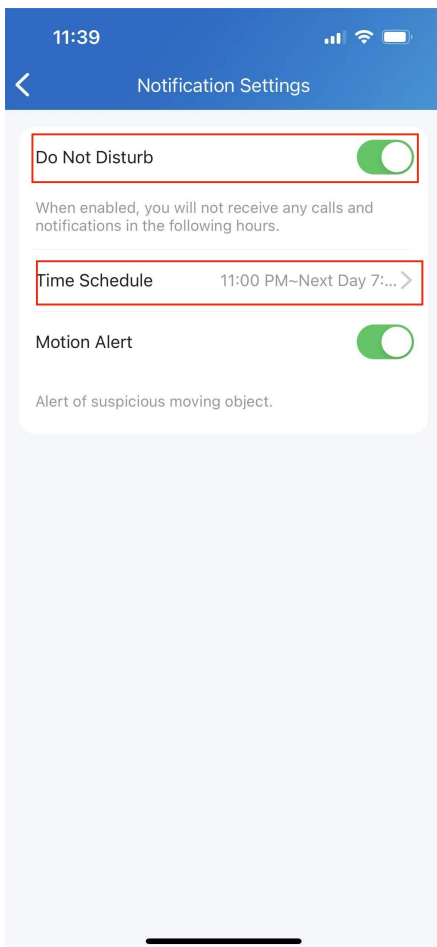 11:39
Notification Settings
Do Not Disturb
When enabled, you will not receive any calls and
notifications in the following hours.
Time Schedule 11:00 PM~Next Day 7:...
Motion Alert
Alert of suspicious moving object.